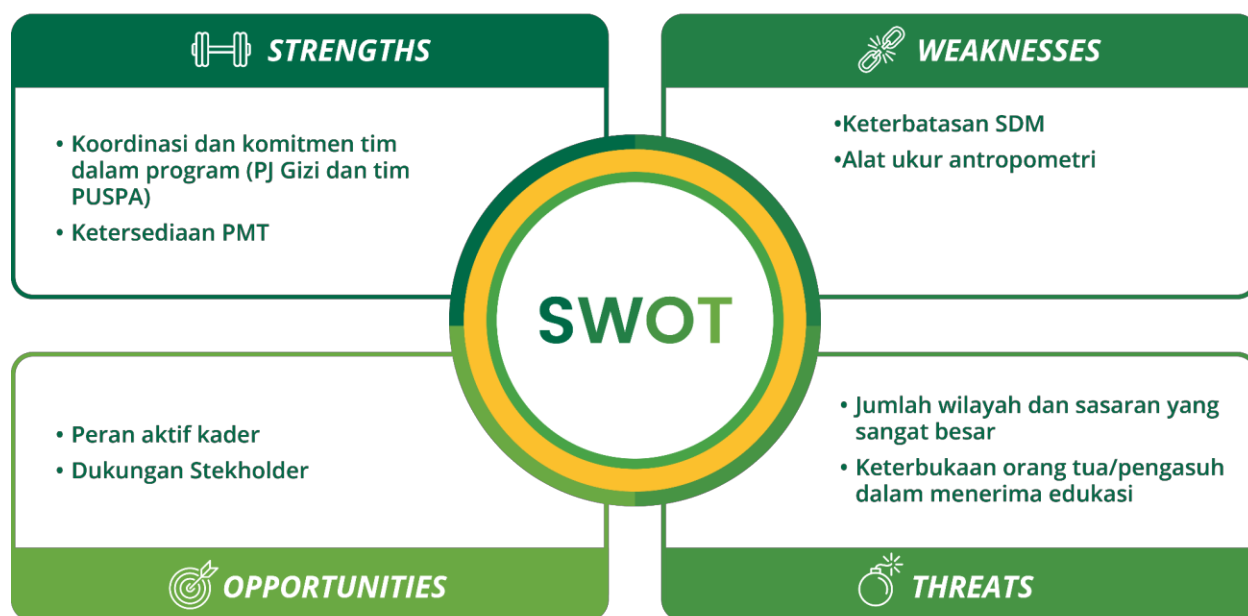 STRENGTHS
• Koordinasi dan komitmen tim
dalam program (PJ Gizi dan tim
PUSPA)
• Ketersediaan PMT
WEAKNESSES
•Keterbatasan SDM
•Alat ukur antropometri
SWOT
• Peran aktif kader
• Dukungan Stekholder
OPPORTUNITIES
• Jumlah wilayah dan sasaran yang
sangat besar
• Keterbukaan orang tua/pengasuh
dalam menerima edukasi
THREATS